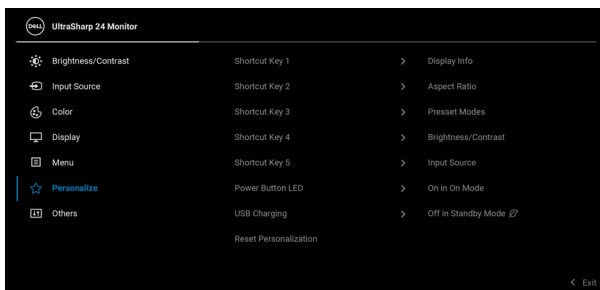 DELL UltraSharp 24 Monitor
Brightness/Contrast Shortcut Key 1 > Display Info
Input Source Shortcut Key 2 > Aspect Ratio
Color Shortcut Key 3 > Presset Modes
Display Shortcut Key 4 > Brightness/Contrast
Menu Shortcut Key 5 > Input Source
Personalize Power Button LED > On in On Mode
Others USB Charging > Off in Standby Mode
Reset Personalization
< Exit